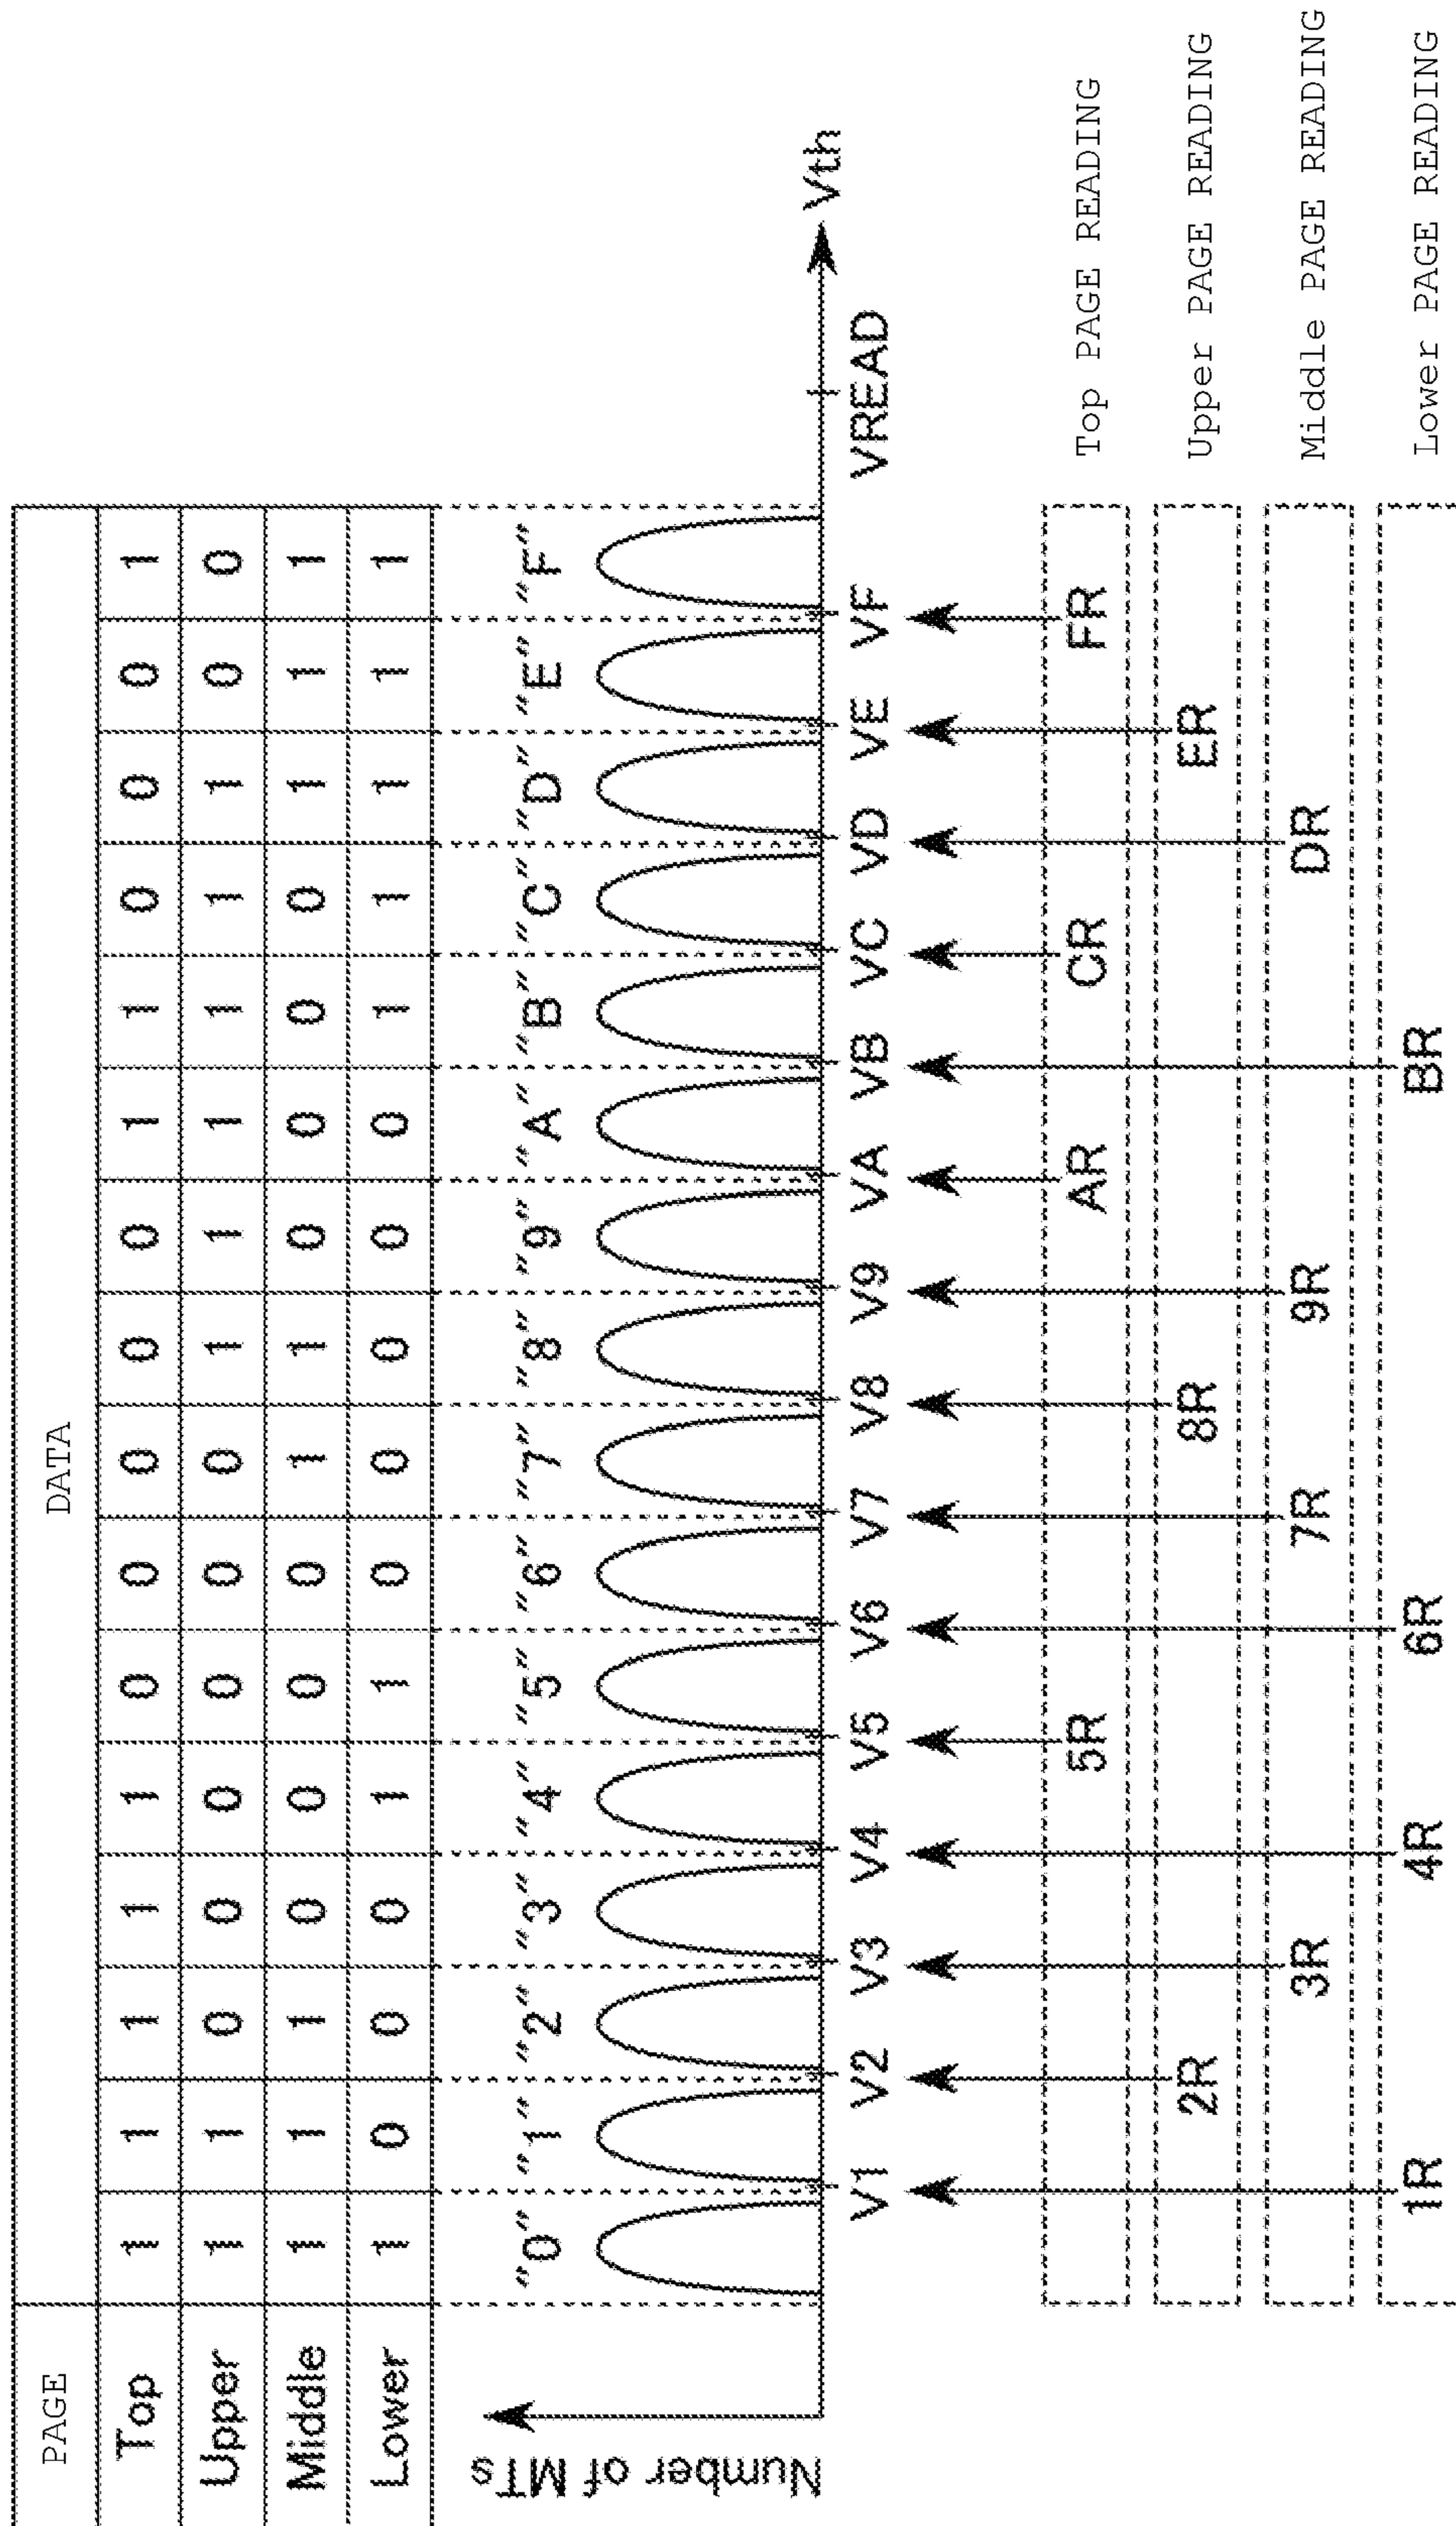 PAGE DATA
Top 1 1 1 1 1 0 0 0 0 0 1 1 0 0 0 1
Upper 1 1 0 0 0 0 0 0 1 1 1 1 1 1 0 0
Middle 1 1 1 0 0 0 0 1 1 0 0 0 0 1 1 1
Lower 1 0 0 0 1 1 0 0 0 0 0 1 1 1 1 1
Number of MTs
"0" "1" "2" "3" "4" "5" "6" "7" "8" "9" "A" "B" "C" "D" "E" "F"
V1 V2 V3 V4 V5 V6 V7 V8 V9 VA VB VC VD VE VF VREAD Vth
5R AR CR FR Top PAGE READING
2R 8R ER Upper PAGE READING
3R 7R 9R DR Middle PAGE READING
1R 4R 6R BR Lower PAGE READING